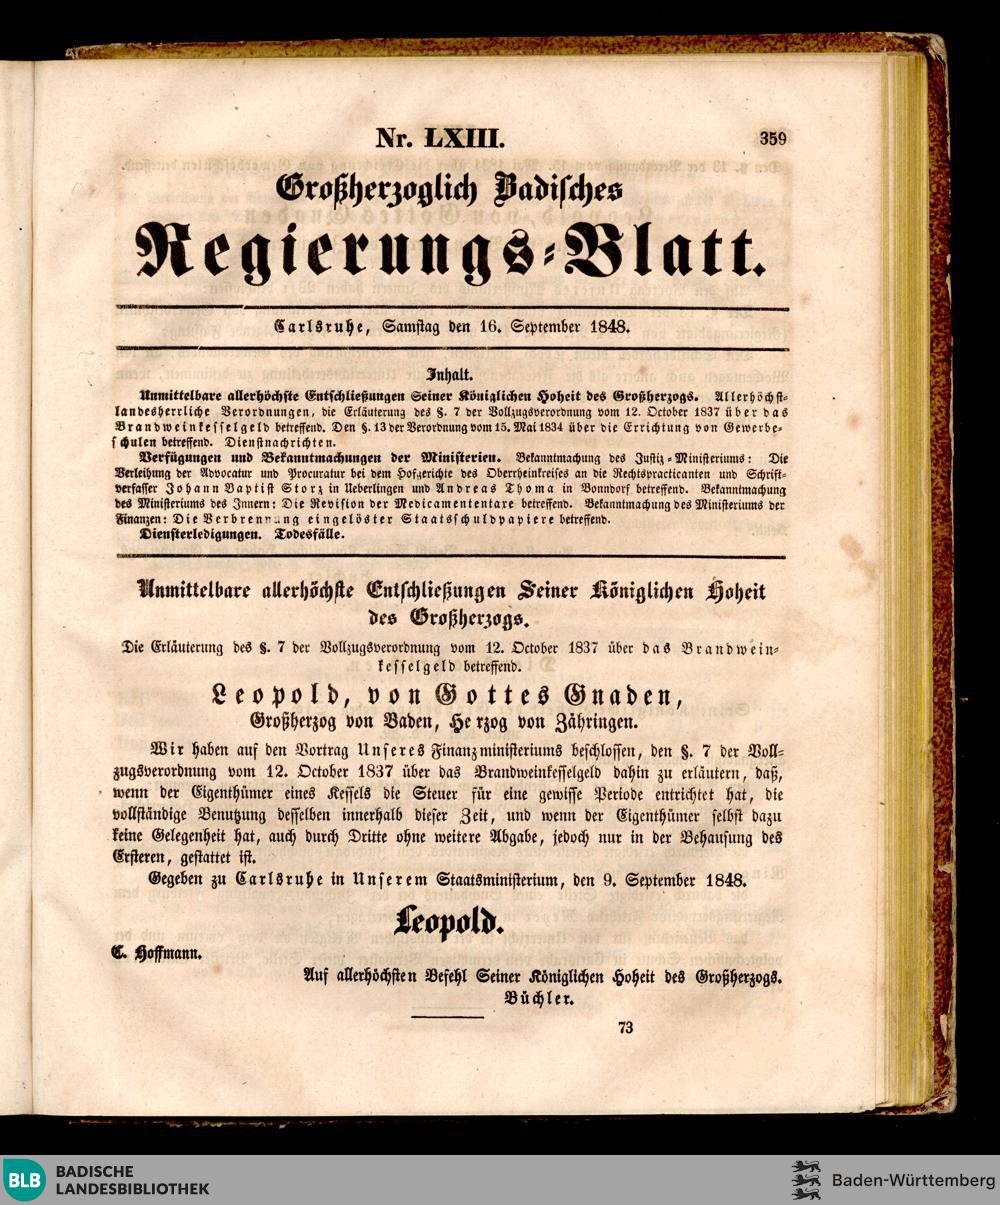 Nr. LXIII.
359
Großherzoglich Badisches
Regierungs-Blatt.
Carlsruhe, Samstag den 16. September 1848.
Inhalt.
Unmittelbare allerhöchste Entschließungen Seiner Königlichen Hoheit des Großherzogs. Allerhöchst-
landesherrliche Verordnungen, die Erläuterung des §. 7 der Vollzugsverordnung vom 12. October 1837 über das
Brandweinkesselgeld betreffend. Den §. 13 der Verordnung vom 15. Mai 1834 über die Errichtung von Gewerbe-
schulen betreffend. Dienstnachrichten.
Verfügungen und Bekanntmachungen der Ministerien. Bekanntmachung des Justiz-Ministeriums: Die
Verleihung der Advocatur und Procuratur bei dem Hofgerichte des Oberrheinkreises an die Rechtspracticanten und Schrift-
verfasser Johann Baptist Storz in Ueberlingen und Andreas Thoma in Bonndorf betreffend. Bekanntmachung
des Ministeriums des Innern: Die Revision der Medicamententare betreffend. Bekanntmachung des Ministeriums der
Finanzen: Die Verbrennung eingelöster Staatsschuldpapiere betreffend.
Diensterledigungen. Todesfälle.
Unmittelbare allerhöchste Entschließungen Seiner Königlichen Hoheit
des Großherzogs.
Die Erläuterung des §. 7 der Vollzugsverordnung vom 12. October 1837 über das Brandwein-
kesselgeld betreffend.
Leopold, von Gottes Gnaden,
Großherzog von Baden, Herzog von Zähringen.
Wir haben auf den Vortrag Unseres Finanzministeriums beschlossen, den §. 7 der Voll-
zugsverordnung vom 12. October 1837 über das Brandweinkesselgeld dahin zu erläutern, daß,
wenn der Eigenthümer eines Kessels die Steuer für eine gewisse Periode entrichtet hat, die
vollständige Benutzung desselben innerhalb dieser Zeit, und wenn der Eigenthümer selbst dazu
keine Gelegenheit hat, auch durch Dritte ohne weitere Abgabe, jedoch nur in der Behausung des
Ersteren, gestattet ist.
Gegeben zu Carlsruhe in Unserem Staatsministerium, den 9. September 1848.
Leopold.
C. Hoffmann.
Auf allerhöchsten Befehl Seiner Königlichen Hoheit des Großherzogs.
Büchler.
73
BLB BADISCHE
LANDESBIBLIOTHEK
Baden-Württemberg